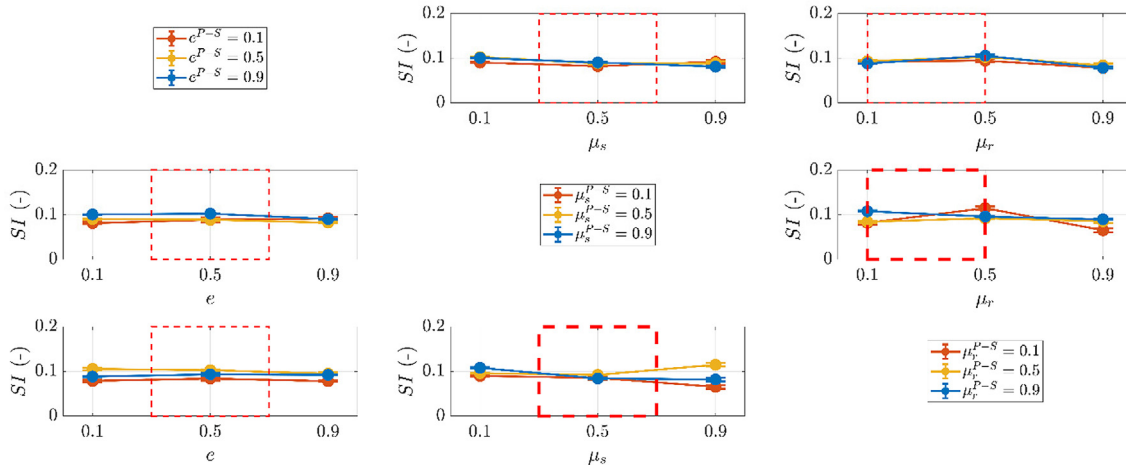 e^{P-S} = 0.1
e^{P S} = 0.5
e^{P S} = 0.9
SI (-)
0.2
0.1
0
0.1 0.5 0.9
μ_s
SI (-)
0.2
0.1
0
0.1 0.5 0.9
μ_r
SI (-)
0.2
0.1
0
0.1 0.5 0.9
e
μ_s^{P S} = 0.1
μ_s^{P-S} = 0.5
μ_s^{P-S} = 0.9
SI (-)
0.2
0.1
0
0.1 0.5 0.9
μ_r
SI (-)
0.2
0.1
0
0.1 0.5 0.9
e
SI (-)
0.2
0.1
0
0.1 0.5 0.9
μ_s
μ_r^{P-S} = 0.1
μ_r^{P-S} = 0.5
μ_r^{P-S} = 0.9